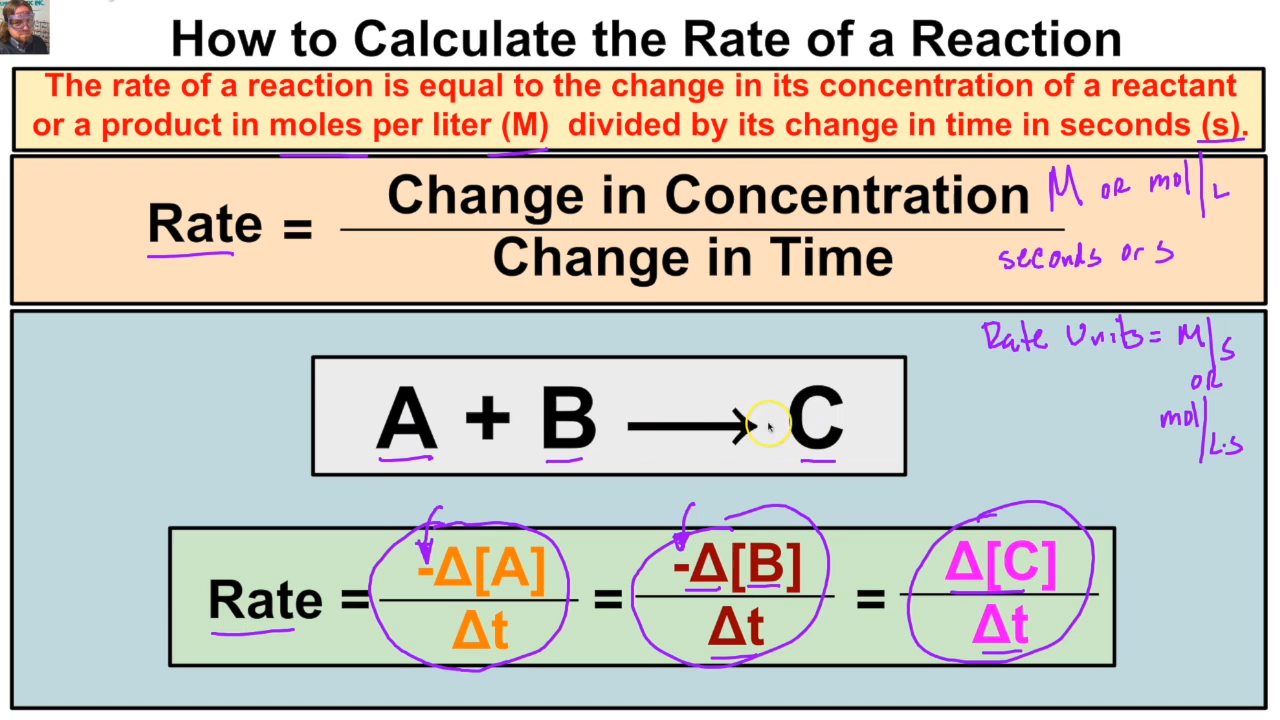 How to Calculate the Rate of a Reaction
The rate of a reaction is equal to the change in its concentration of a reactant
or a product in moles per liter (M) divided by its change in time in seconds (s).
Rate = Change in Concentration / Change in Time
M OR mol/L
seconds or s
Rate Units = M/s
OR
mol/L·s
A + B ⟶ C
Rate = -Δ[A]/Δt = -Δ[B]/Δt = Δ[C]/Δt